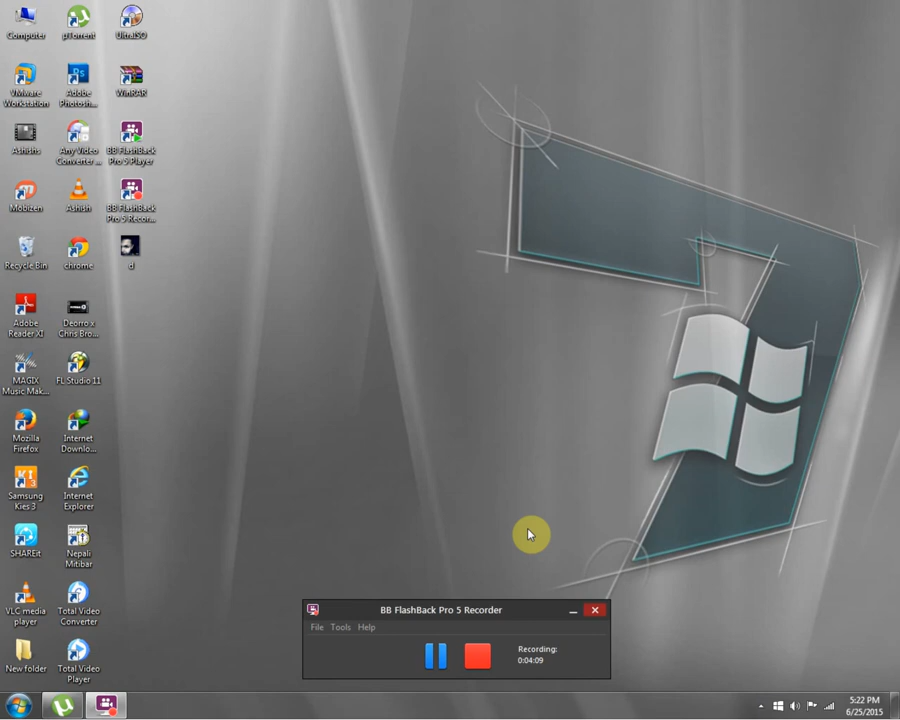 Computer
µTorrent
UltraISO
VMware
Workstation
Adobe
Photosh...
WinRAR
Ashishs
Any Video
Converter ...
BB FlashBack
Pro 5 Player
Mobizen
Ashish
BB FlashBack
Pro 5 Recor...
Recycle Bin
chrome
d
Adobe
Reader XI
Deorro x
Chris Bro...
MAGIX
Music Mak...
FL Studio 11
Mozilla
Firefox
Internet
Downlo...
Samsung
Kies 3
Internet
Explorer
SHAREit
Nepali
Mitibar
VLC media
player
Total Video
Converter
New folder
Total Video
Player
BB FlashBack Pro 5 Recorder
File Tools Help
Recording:
0:04:09
5:22 PM
6/25/2015